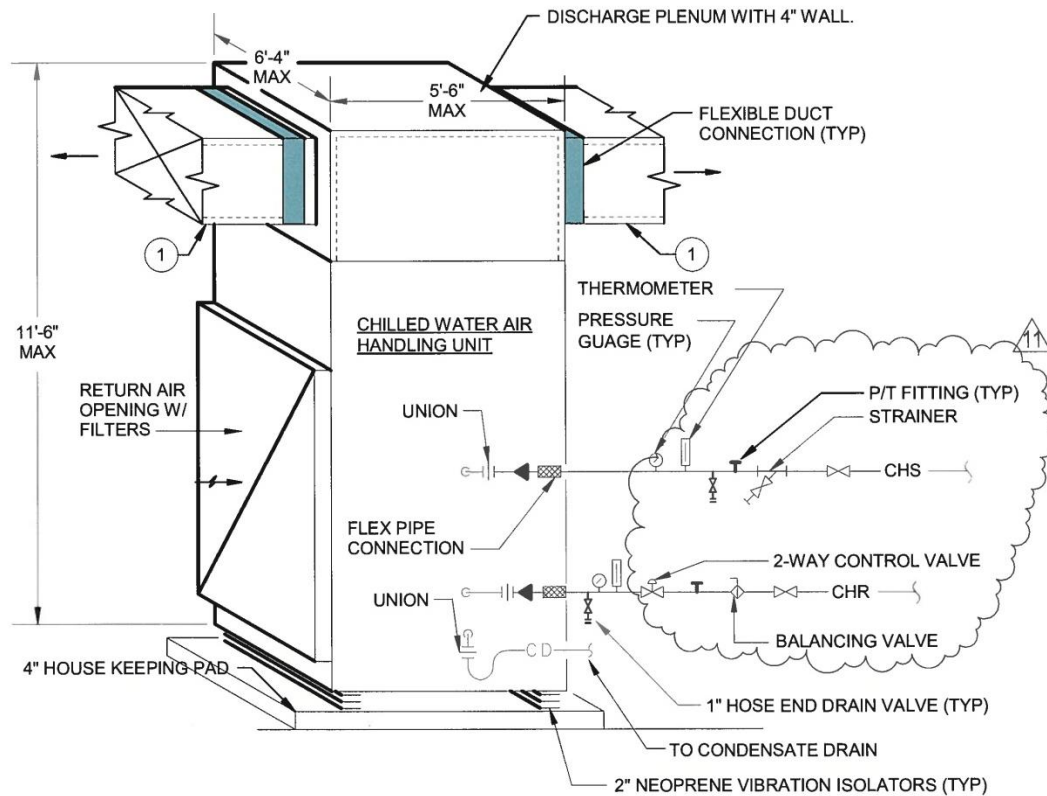 DISCHARGE PLENUM WITH 4" WALL.
6'-4"
MAX
5'-6"
MAX
FLEXIBLE DUCT
CONNECTION (TYP)
1
1
11'-6"
MAX
THERMOMETER
PRESSURE
GUAGE (TYP)
11
CHILLED WATER AIR
HANDLING UNIT
RETURN AIR
OPENING W/
FILTERS
UNION
P/T FITTING (TYP)
STRAINER
CHS
FLEX PIPE
CONNECTION
2-WAY CONTROL VALVE
UNION
CHR
BALANCING VALVE
CD
4" HOUSE KEEPING PAD
1" HOSE END DRAIN VALVE (TYP)
TO CONDENSATE DRAIN
2" NEOPRENE VIBRATION ISOLATORS (TYP)